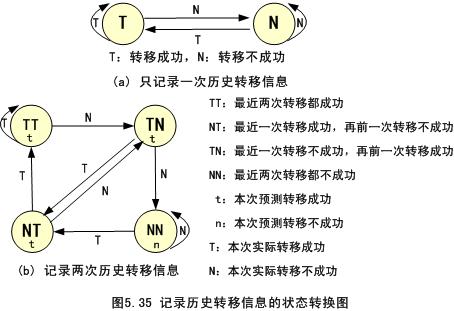 N
T
T
N
N
T
T：转移成功，N：转移不成功
(a) 只记录一次历史转移信息
T
TT
t
N
TN
t
T
T
N
N
NT
t
T
NN
n
N
(b) 记录两次历史转移信息
TT：最近两次转移都成功
NT：最近一次转移成功，再前一次转移不成功
TN：最近一次转移不成功，再前一次转移成功
NN：最近两次转移都不成功
t：本次预测转移成功
n：本次预测转移不成功
T：本次实际转移成功
N：本次实际转移不成功
图5.35 记录历史转移信息的状态转换图